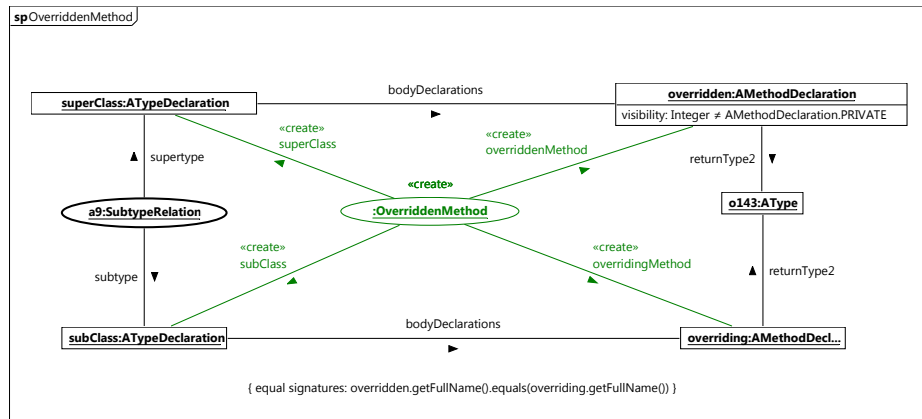 sp OverriddenMethod
bodyDeclarations
superClass:ATypeDeclaration
overridden:AMethodDeclaration
visibility: Integer ≠ AMethodDeclaration.PRIVATE
«create»
superClass
«create»
overriddenMethod
supertype
returnType2
«create»
a9:SubtypeRelation
:OverriddenMethod
o143:AType
«create»
subClass
«create»
overridingMethod
subtype
returnType2
bodyDeclarations
subClass:ATypeDeclaration
overriding:AMethodDecl...
{ equal signatures: overridden.getFullName().equals(overriding.getFullName()) }